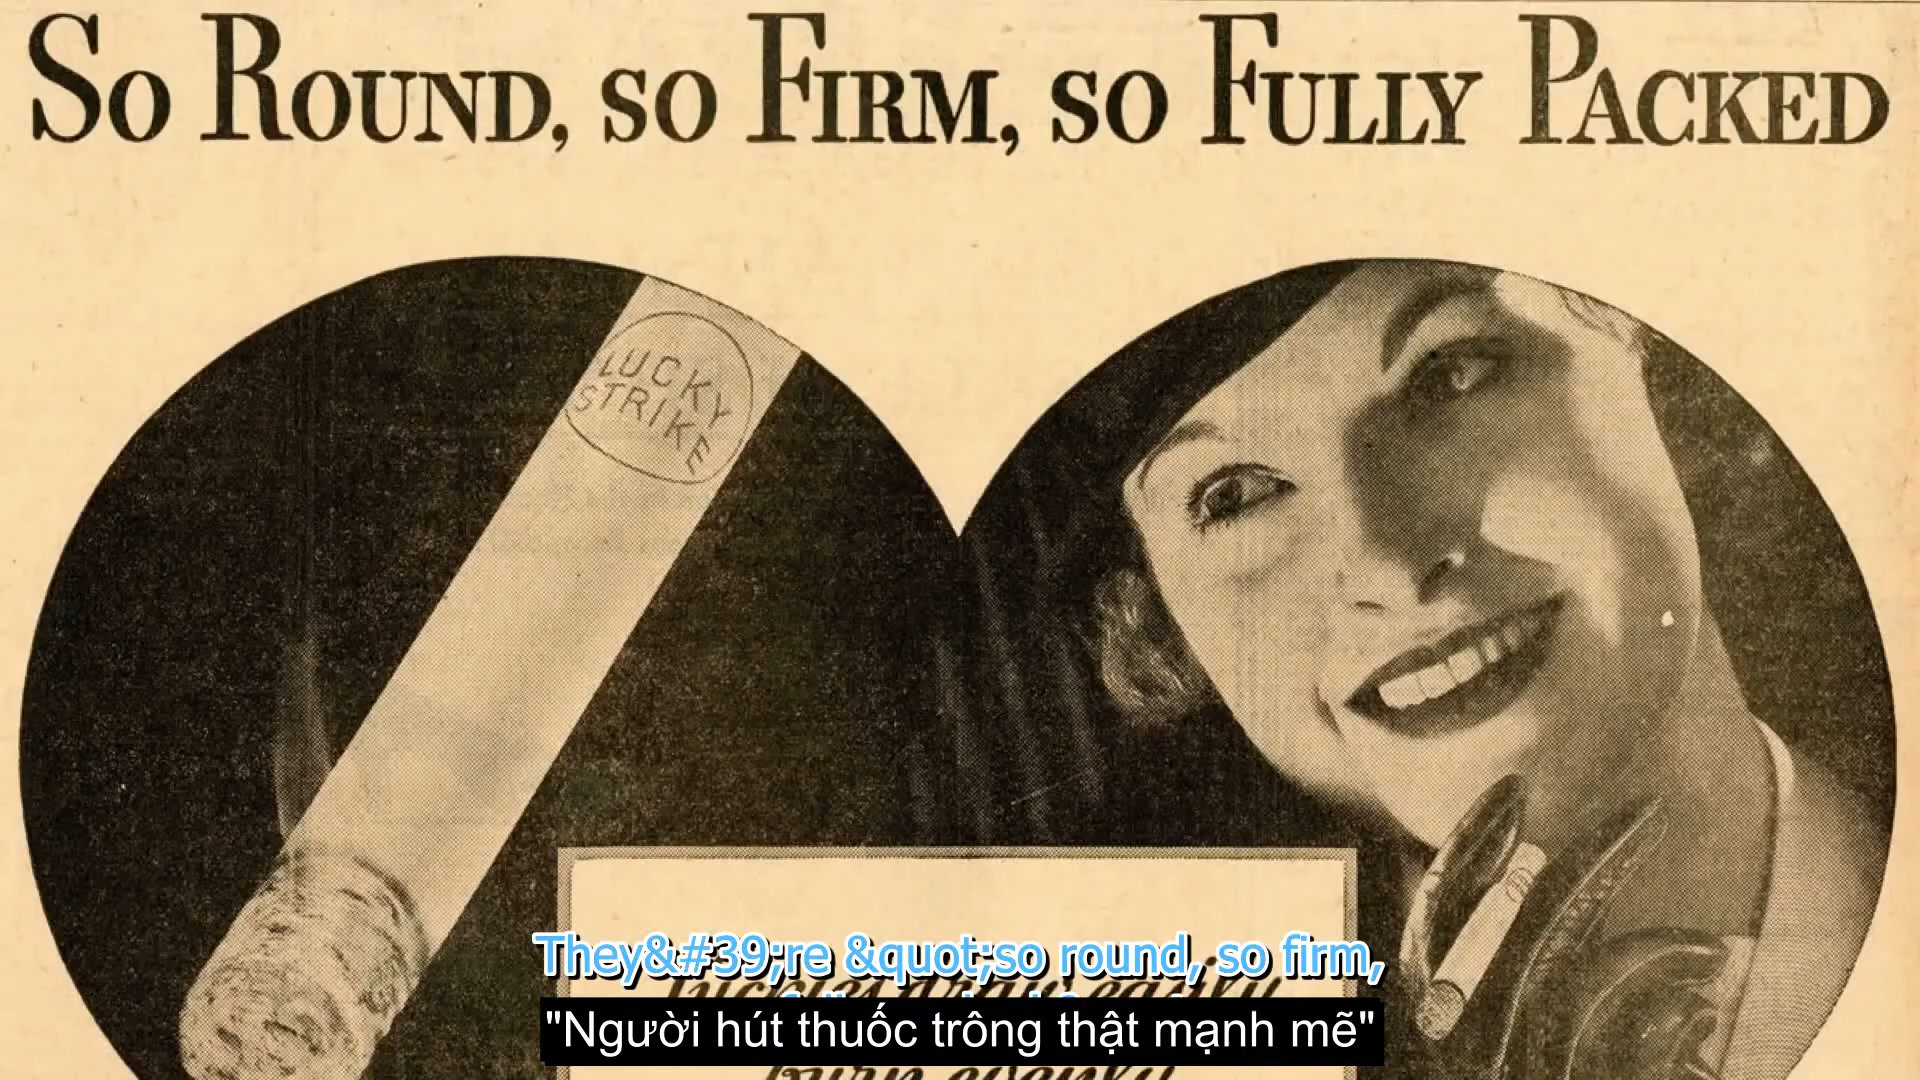 So Round, so Firm, so Fully Packed
LUCKY
STRIKE
They&#39;re &quot;so round, so firm,
"Người hút thuốc trông thật mạnh mẽ"